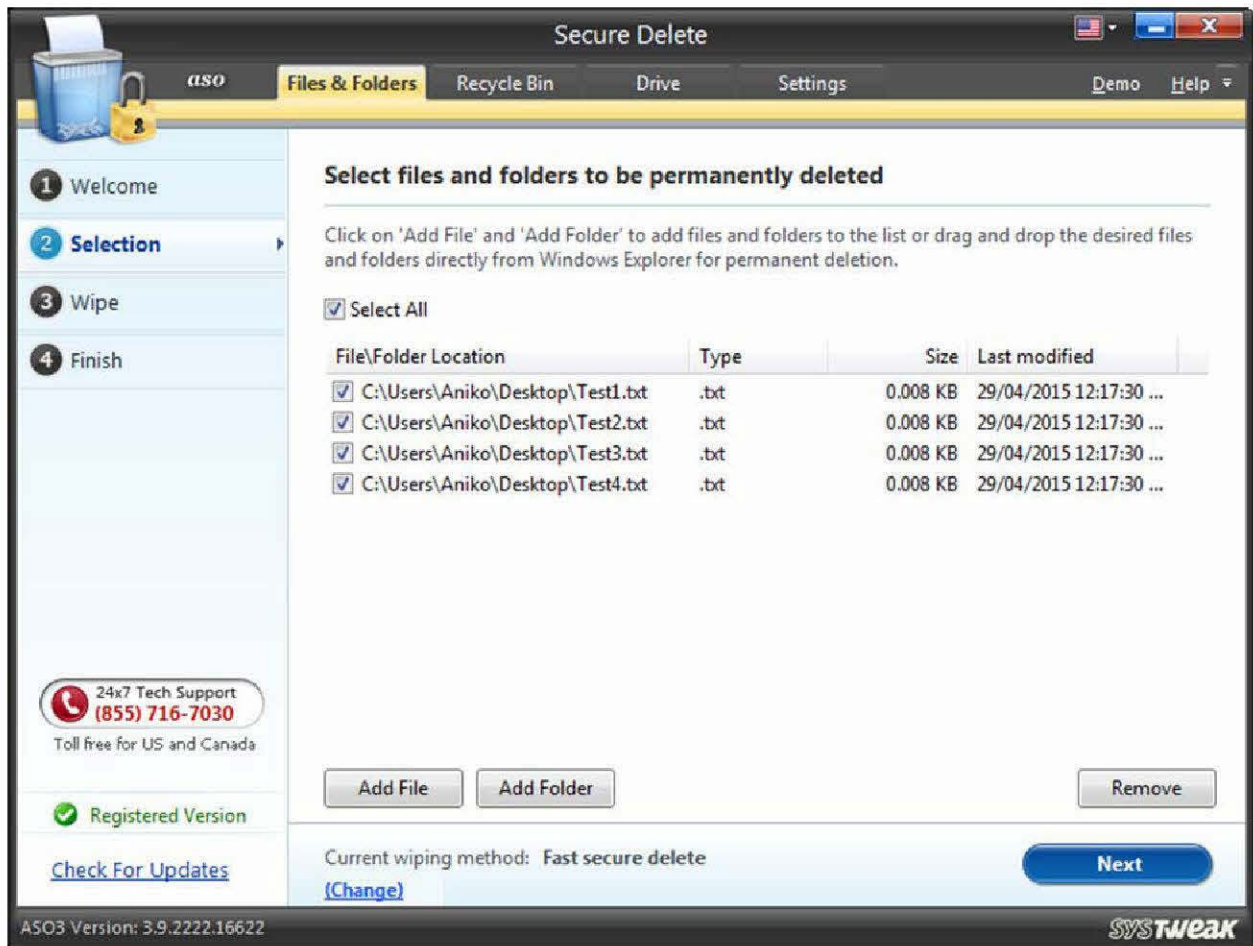 Secure Delete
aso
Files & Folders
Recycle Bin
Drive
Settings
Demo
Help
1 Welcome
2 Selection
3 Wipe
4 Finish
Select files and folders to be permanently deleted
Click on 'Add File' and 'Add Folder' to add files and folders to the list or drag and drop the desired files
and folders directly from Windows Explorer for permanent deletion.
Select All
File\Folder Location Type Size Last modified
C:\Users\Aniko\Desktop\Test1.txt .txt 0.008 KB 29/04/2015 12:17:30 ...
C:\Users\Aniko\Desktop\Test2.txt .txt 0.008 KB 29/04/2015 12:17:30 ...
C:\Users\Aniko\Desktop\Test3.txt .txt 0.008 KB 29/04/2015 12:17:30 ...
C:\Users\Aniko\Desktop\Test4.txt .txt 0.008 KB 29/04/2015 12:17:30 ...
24x7 Tech Support
(855) 716-7030
Toll free for US and Canada
Add File
Add Folder
Remove
Registered Version
Check For Updates
Current wiping method: Fast secure delete
(Change)
Next
ASO3 Version: 3.9.2222.16622
SYSTweak